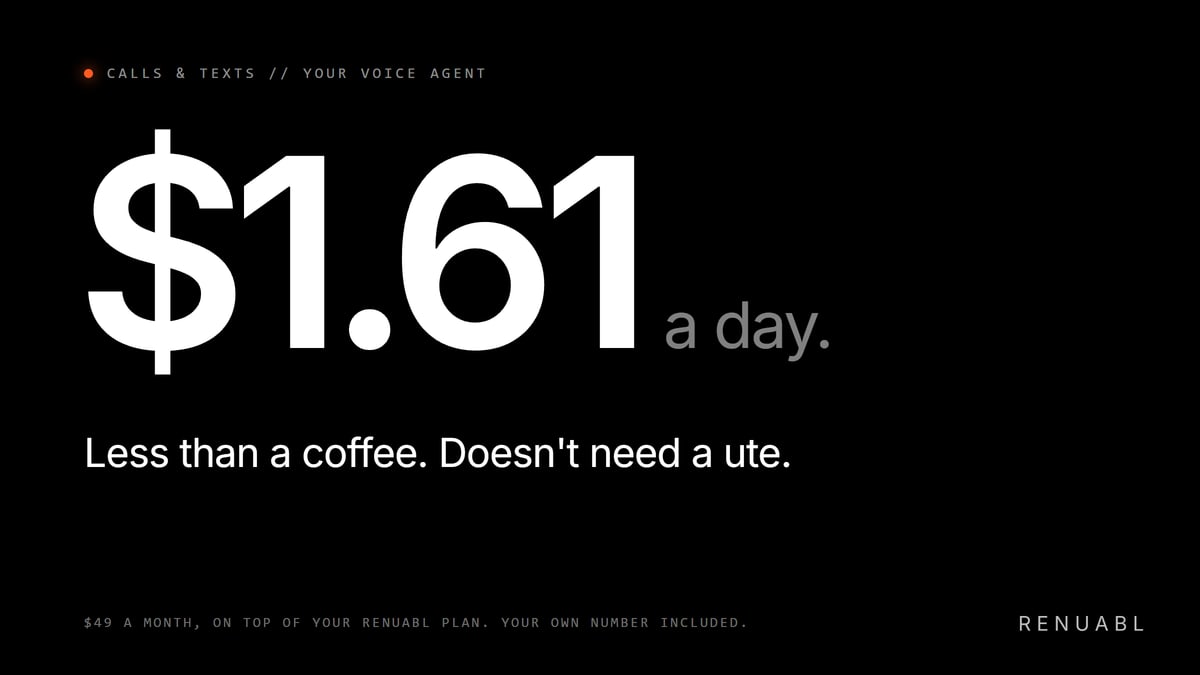 CALLS & TEXTS // YOUR VOICE AGENT
$1.61 a day.
Less than a coffee. Doesn't need a ute.
$49 A MONTH, ON TOP OF YOUR RENUABL PLAN. YOUR OWN NUMBER INCLUDED.
RENUABL